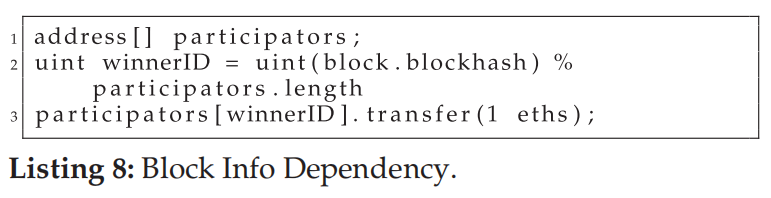 1 address[] participators;
2 uint winnerID = uint(block.blockhash) %
participators.length
3 participators[winnerID].transfer(1 eths);
Listing 8: Block Info Dependency.